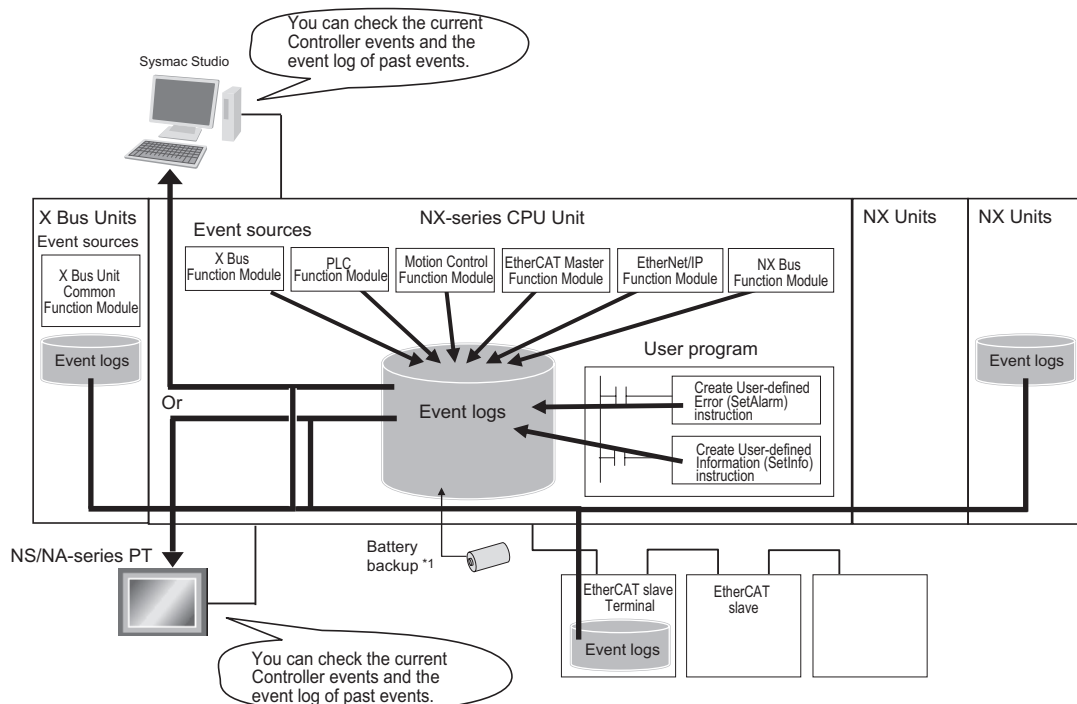 You can check the current
Controller events and the
event log of past events.
Sysmac Studio
X Bus Units
Event sources
X Bus Unit
Common
Function Module
Event logs
NX-series CPU Unit
Event sources
X Bus
Function Module
PLC
Function Module
Motion Control
Function Module
EtherCAT Master
Function Module
EtherNet/IP
Function Module
NX Bus
Function Module
Event logs
User program
Create User-defined
Error (SetAlarm)
instruction
Create User-defined
Information (SetInfo)
instruction
NX Units
NX Units
Event logs
Or
NS/NA-series PT
Battery
backup *1
EtherCAT slave
Terminal
Event logs
EtherCAT
slave
You can check the current
Controller events and the
event log of past events.